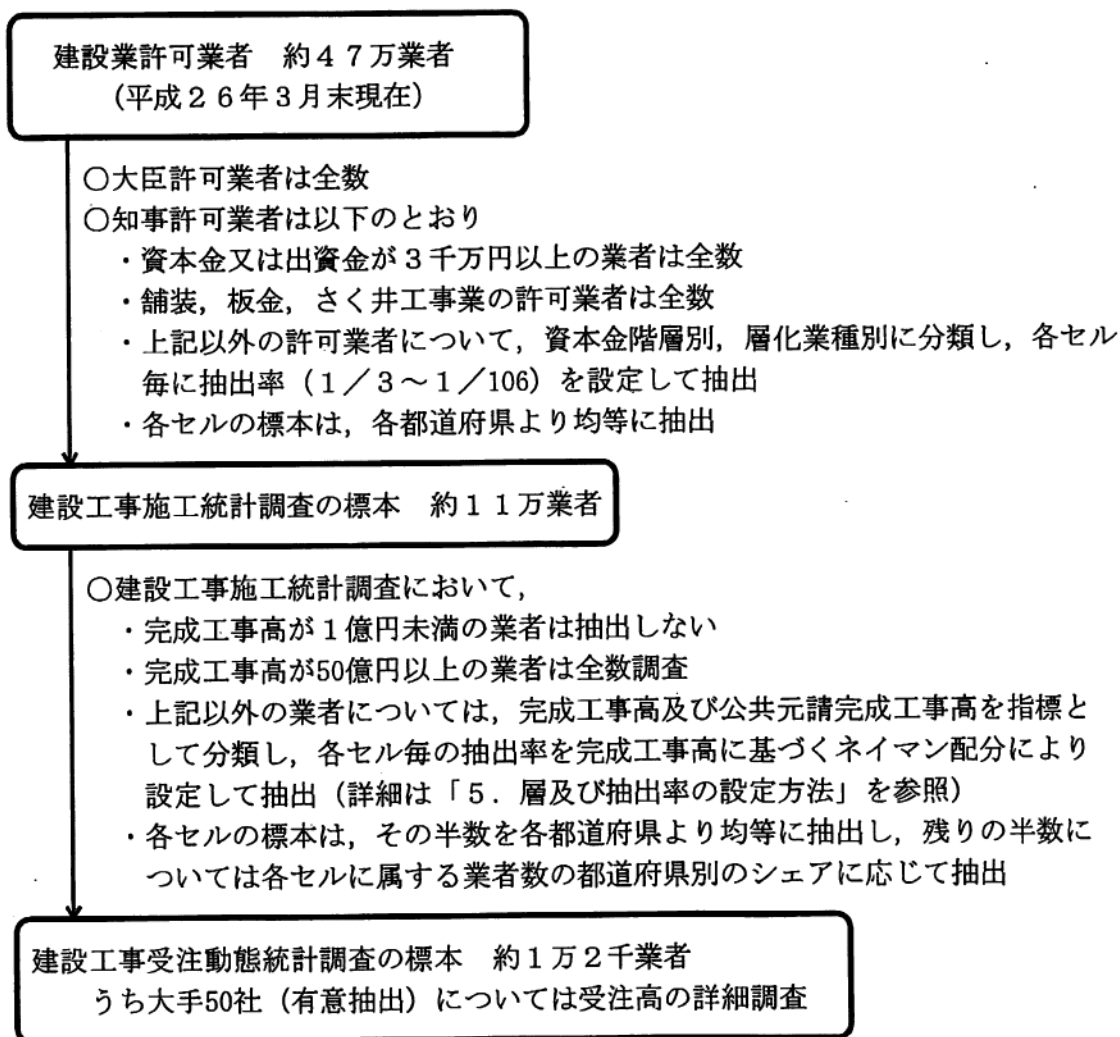 建設業許可業者　約４７万業者
(平成２６年３月末現在)
○大臣許可業者は全数
○知事許可業者は以下のとおり
・資本金又は出資金が３千万円以上の業者は全数
・舗装，板金，さく井工事業の許可業者は全数
・上記以外の許可業者について，資本金階層別，層化業種別に分類し，各セル
毎に抽出率（１／３～１／106）を設定して抽出
・各セルの標本は，各都道府県より均等に抽出
建設工事施工統計調査の標本　約１１万業者
○建設工事施工統計調査において，
・完成工事高が１億円未満の業者は抽出しない
・完成工事高が50億円以上の業者は全数調査
・上記以外の業者については，完成工事高及び公共元請完成工事高を指標と
して分類し，各セル毎の抽出率を完成工事高に基づくネイマン配分により
設定して抽出（詳細は「５．層及び抽出率の設定方法」を参照）
・各セルの標本は，その半数を各都道府県より均等に抽出し，残りの半数に
ついては各セルに属する業者数の都道府県別のシェアに応じて抽出
建設工事受注動態統計調査の標本　約１万２千業者
うち大手50社（有意抽出）については受注高の詳細調査